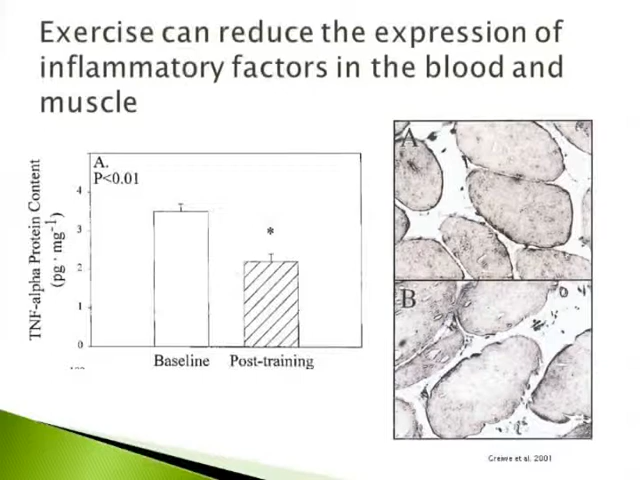 Exercise can reduce the expression of
inflammatory factors in the blood and
muscle
A.
P<0.01
TNF-alpha Protein Content
(pg · mg⁻¹)
4
3
2
1
0
*
Baseline
Post-training
A
B
Greiwe et al. 2001